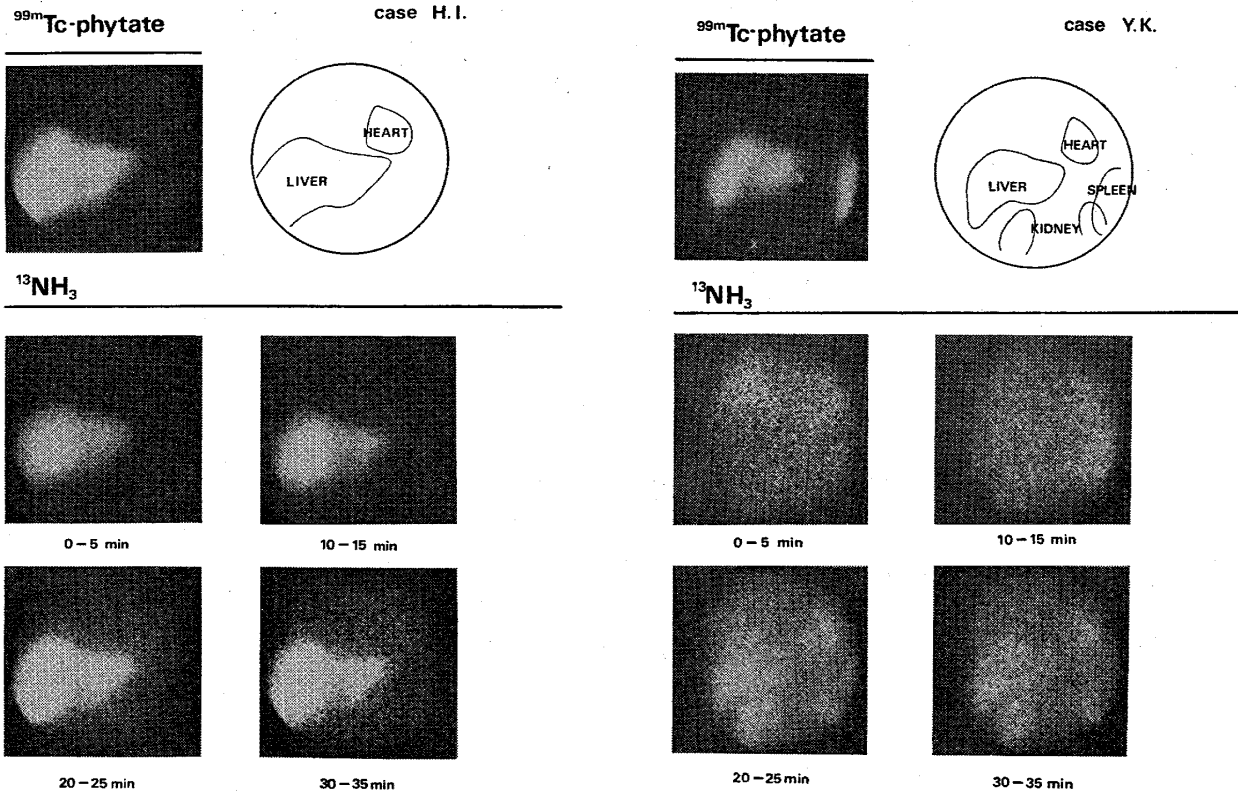 ⁹⁹ᵐTc-phytate
case H.I.
HEART
LIVER
¹³NH₃
0-5 min
10-15 min
20-25 min
30-35 min
⁹⁹ᵐTc-phytate
case Y.K.
HEART
LIVER
SPLEEN
KIDNEY
¹³NH₃
0-5 min
10-15 min
20-25 min
30-35 min